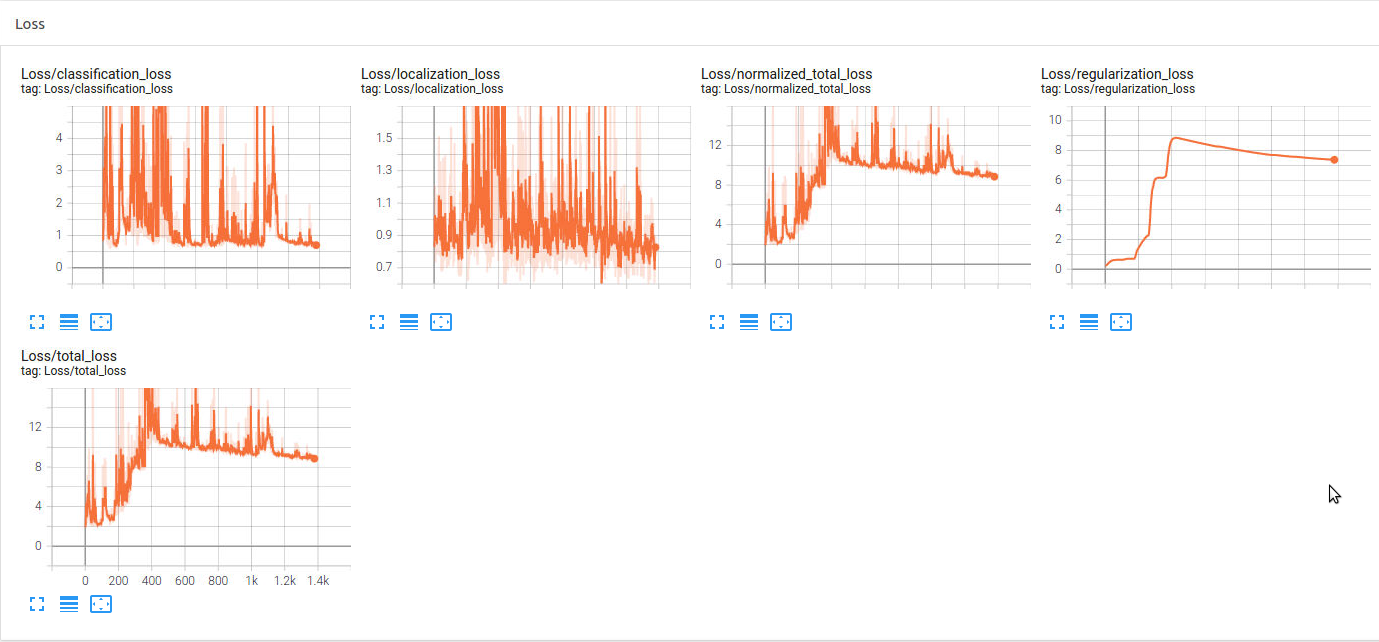 Loss
Loss/classification_loss
tag: Loss/classification_loss
4
3
2
1
0
Loss/localization_loss
tag: Loss/localization_loss
1.5
1.3
1.1
0.9
0.7
Loss/normalized_total_loss
tag: Loss/normalized_total_loss
12
8
4
0
Loss/regularization_loss
tag: Loss/regularization_loss
10
8
6
4
2
0
Loss/total_loss
tag: Loss/total_loss
12
8
4
0
0 200 400 600 800 1k 1.2k 1.4k